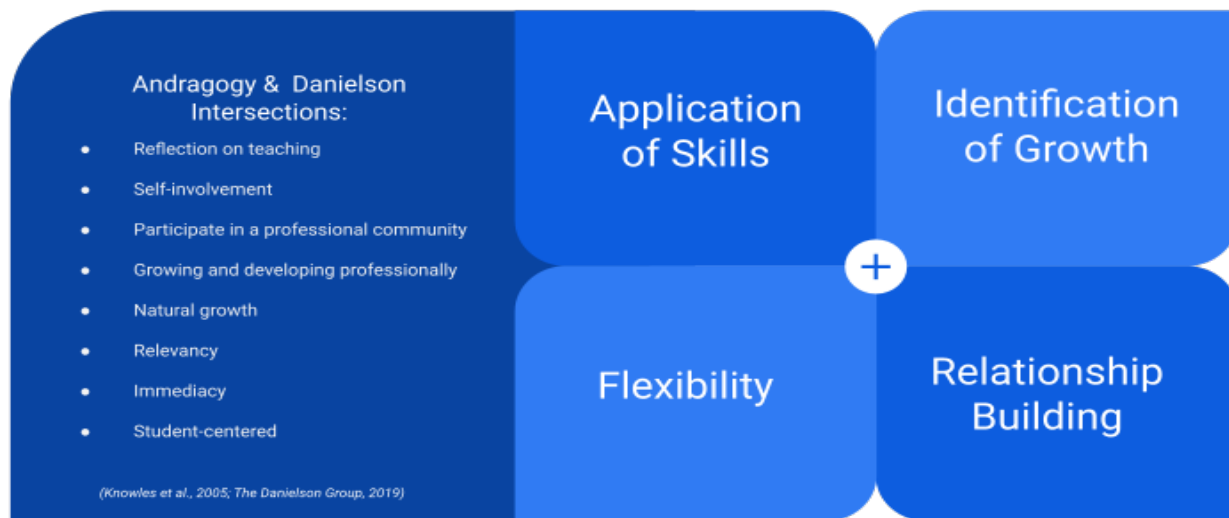 Andragogy & Danielson
Intersections:
● Reflection on teaching
● Self-involvement
● Participate in a professional community
● Growing and developing professionally
● Natural growth
● Relevancy
● Immediacy
● Student-centered
(Knowles et al., 2005; The Danielson Group, 2019)
Application
of Skills
Identification
of Growth
+
Flexibility
Relationship
Building